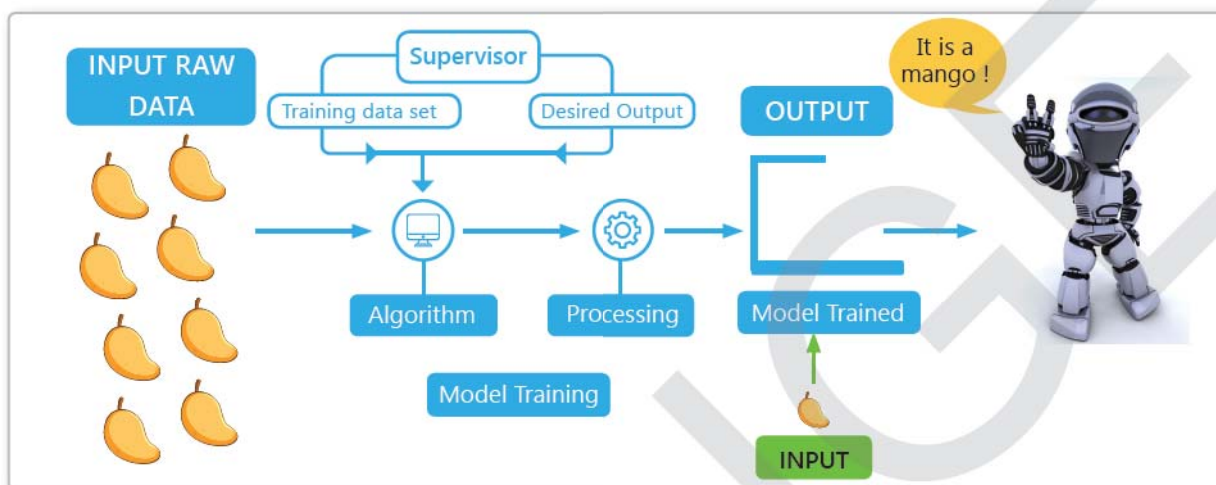 INPUT RAW
DATA
Supervisor
Training data set
Desired Output
OUTPUT
It is a
mango !
Algorithm
Processing
Model Trained
Model Training
INPUT